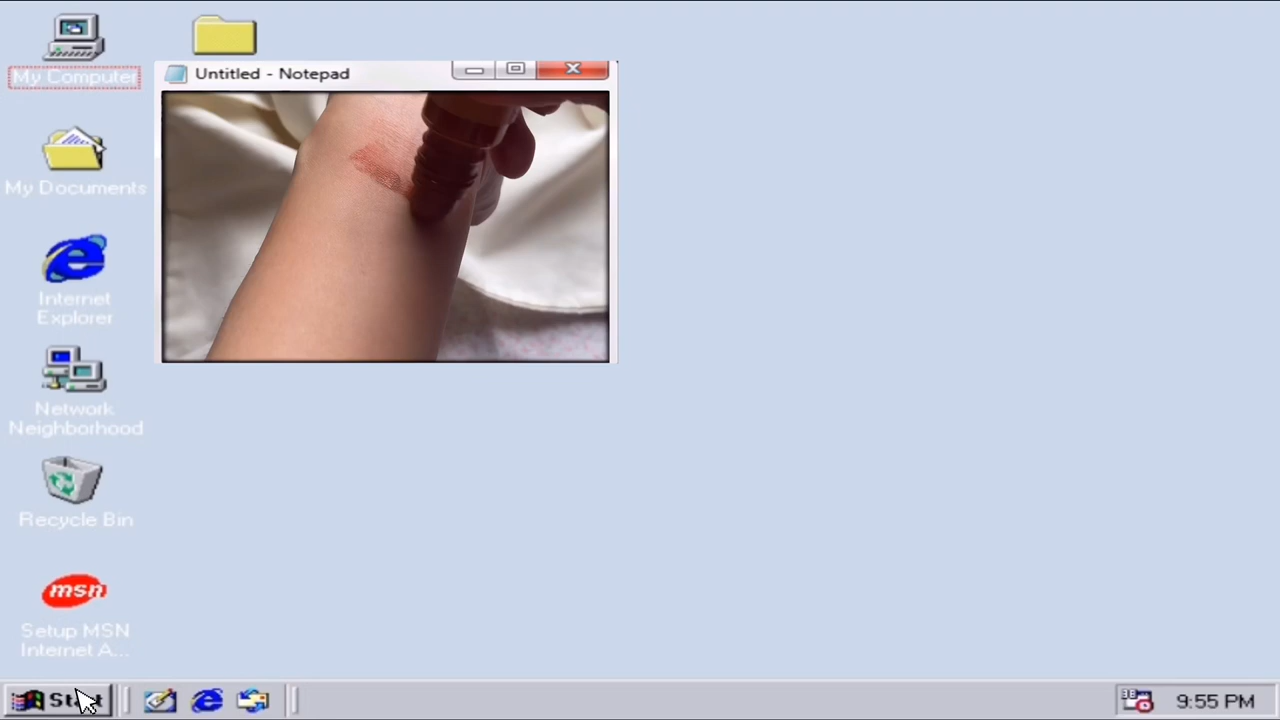 My Computer
Untitled - Notepad
My Documents
Internet
Explorer
Network
Neighborhood
Recycle Bin
msn
Setup MSN
Internet A...
Start
9:55 PM